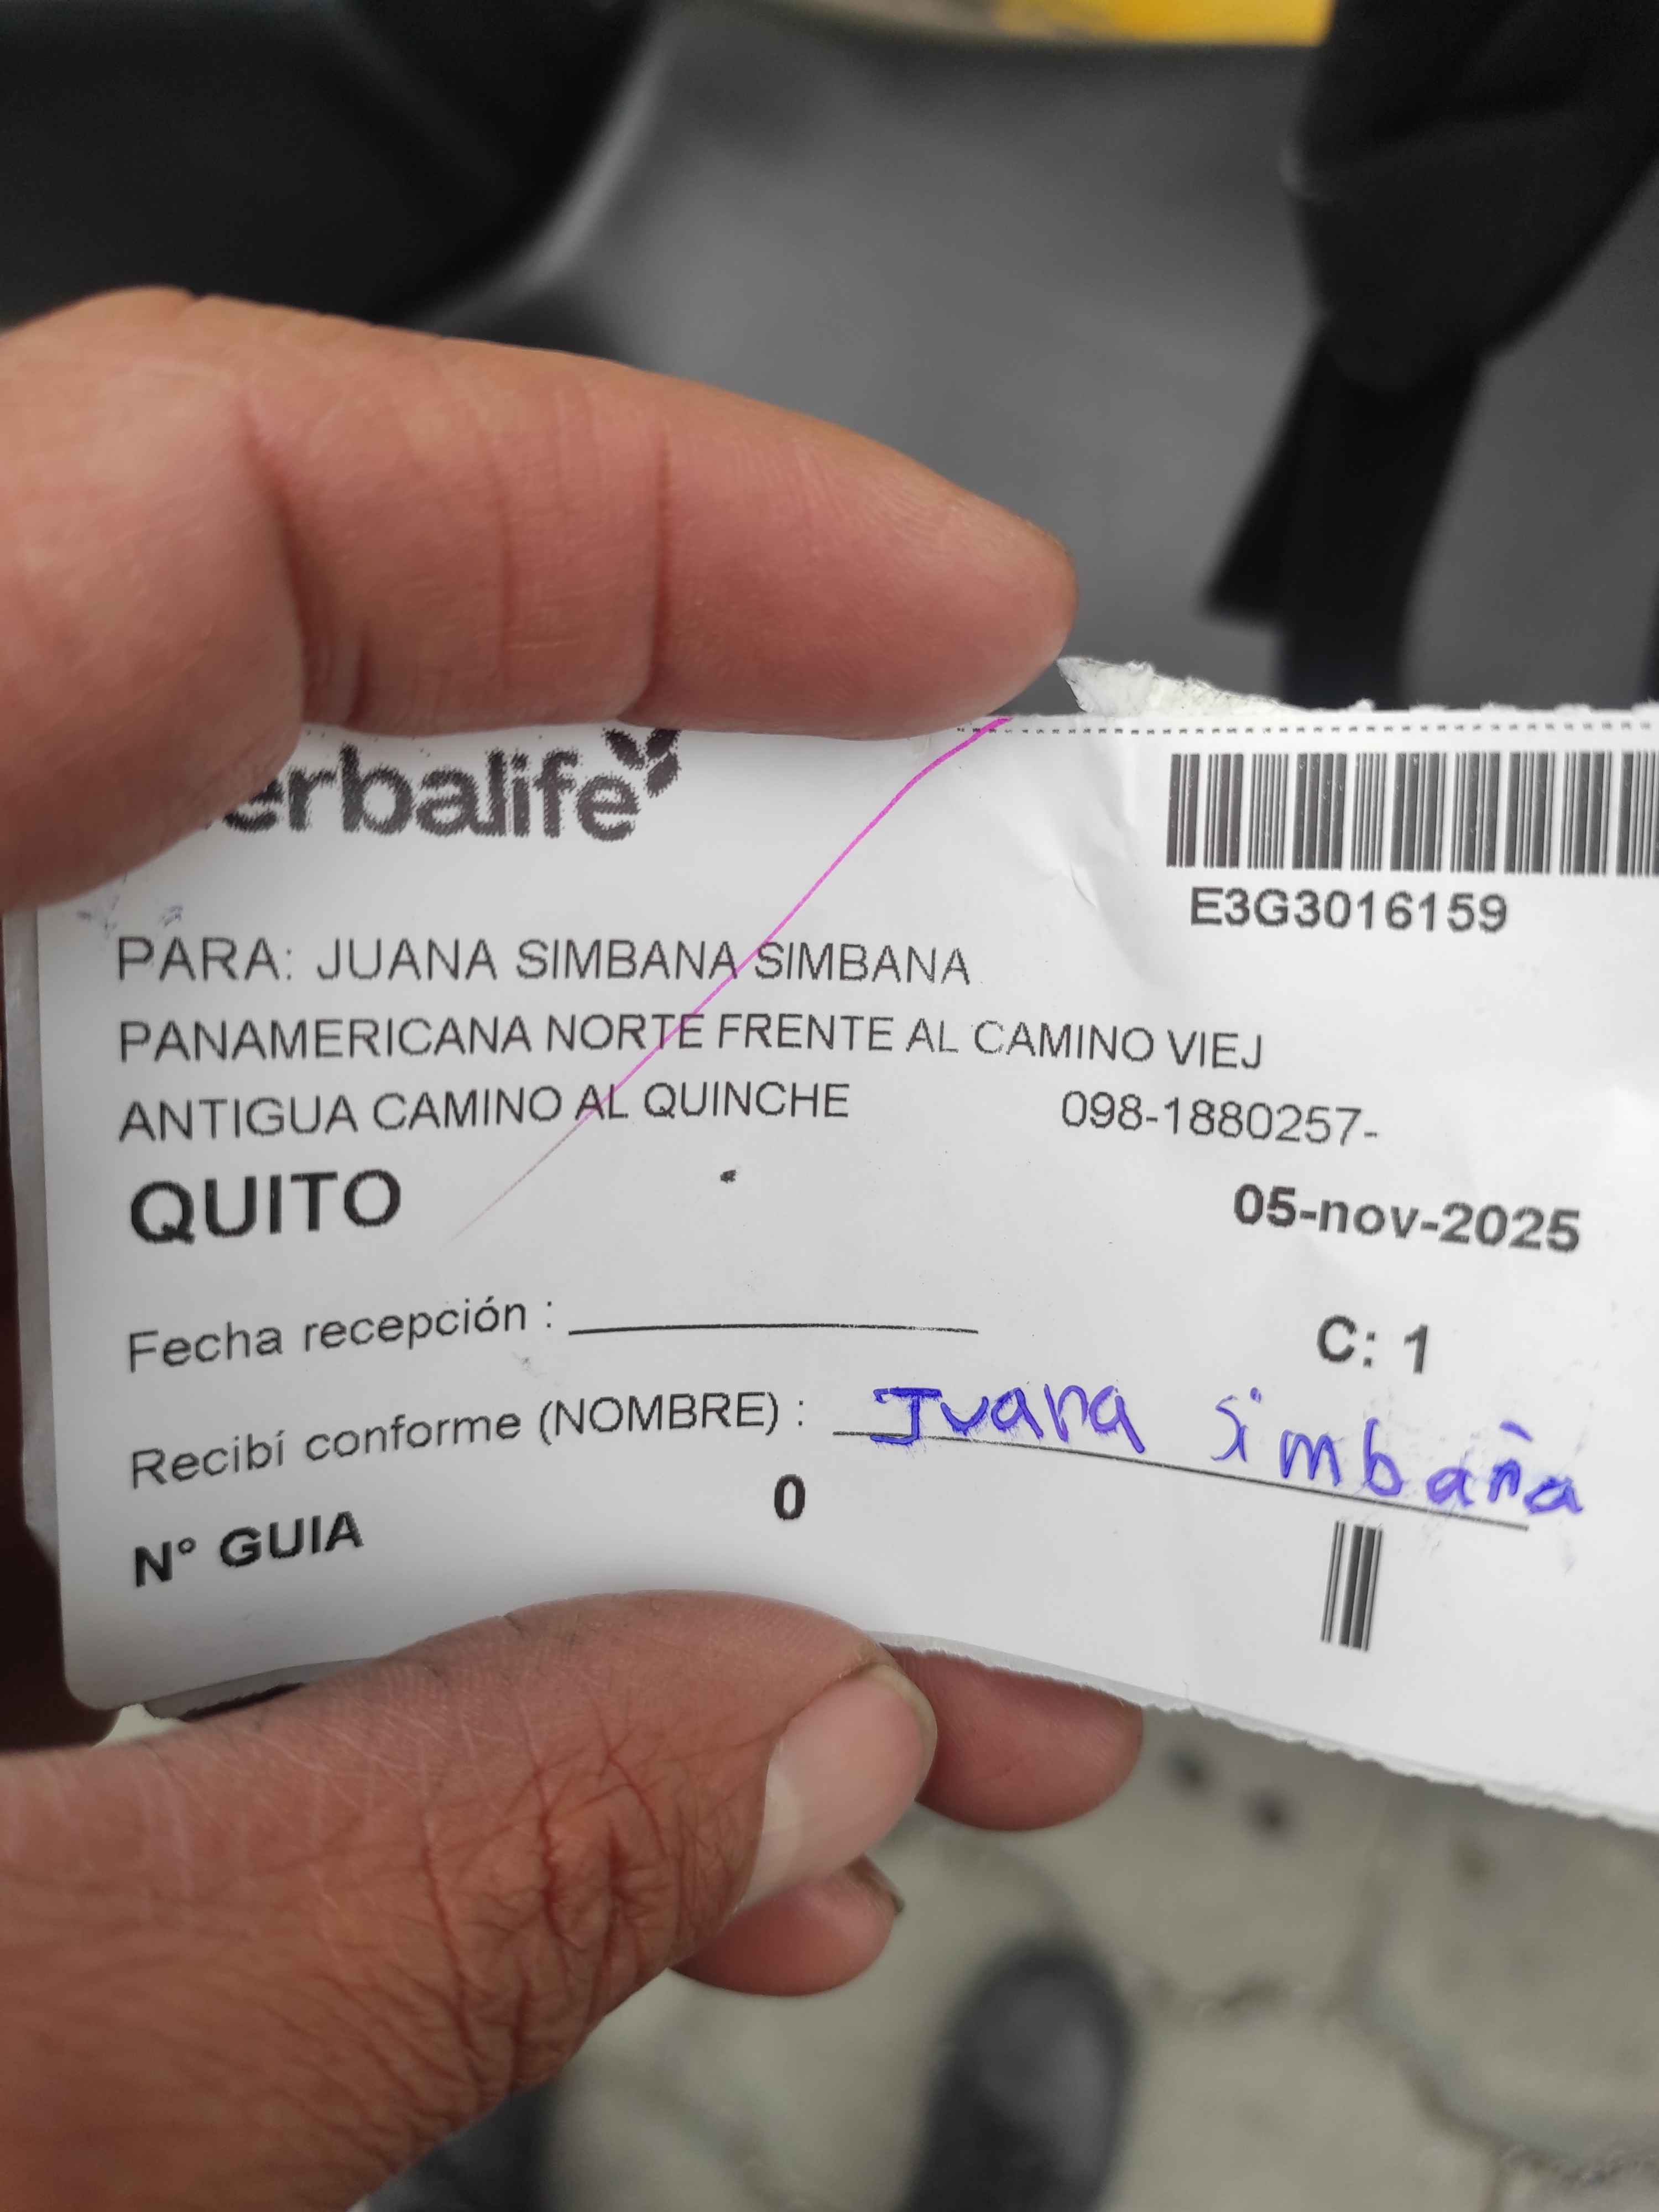 erbalife
E3G3016159
PARA: JUANA SIMBANA SIMBANA
PANAMERICANA NORTE FRENTE AL CAMINO VIEJ
ANTIGUA CAMINO AL QUINCHE 098-1880257-
QUITO
05-nov-2025
Fecha recepción :
C: 1
Recibí conforme (NOMBRE) : Juana Simbaña
N° GUIA 0